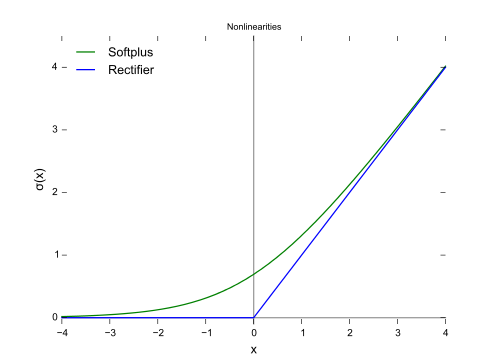 Nonlinearities
Softplus
Rectifier
4
3
2
1
0
σ(x)
−4 −3 −2 −1 0 1 2 3 4
x